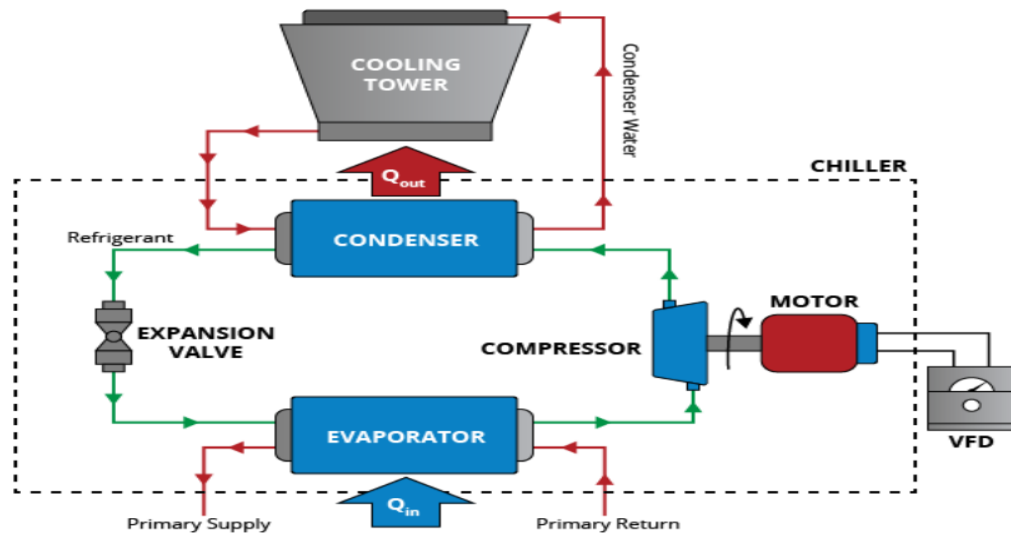 COOLING
TOWER
Condenser Water
Qout
CHILLER
Refrigerant
CONDENSER
MOTOR
EXPANSION
VALVE
COMPRESSOR
EVAPORATOR
VFD
Qin
Primary Supply
Primary Return